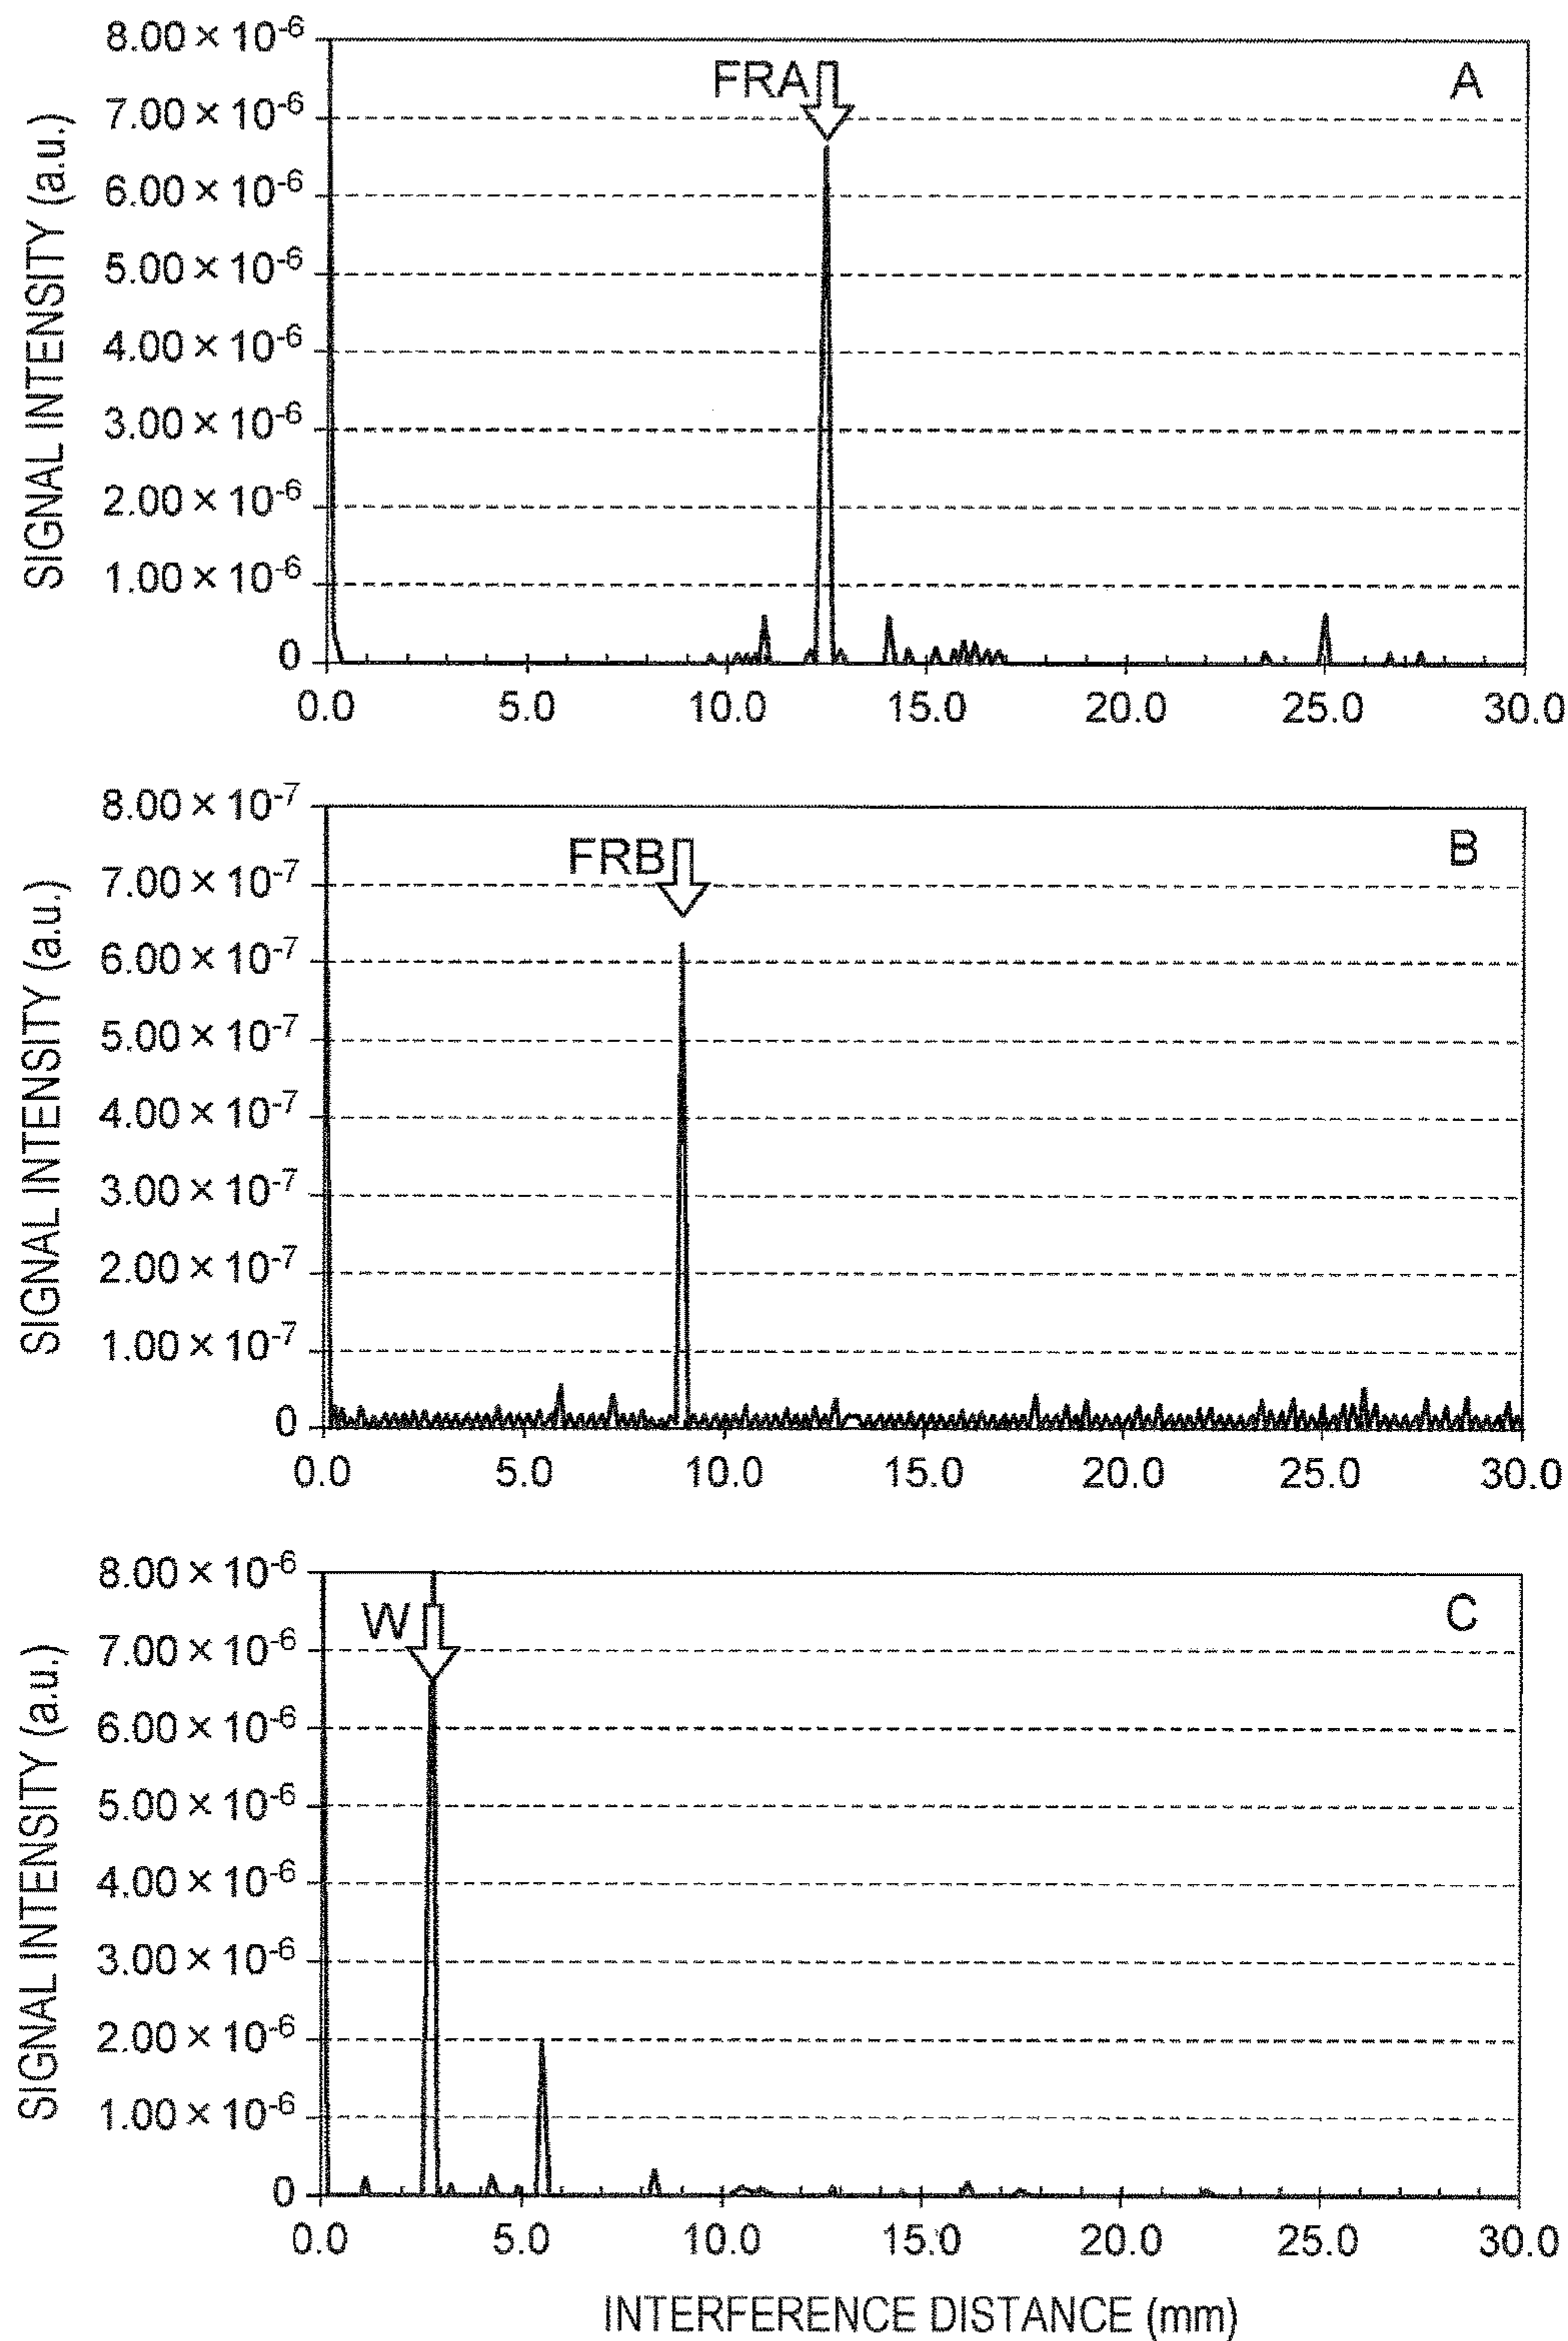 8.00 × 10⁻⁶
FRA
A
7.00 × 10⁻⁶
6.00 × 10⁻⁶
5.00 × 10⁻⁶
4.00 × 10⁻⁶
3.00 × 10⁻⁶
2.00 × 10⁻⁶
1.00 × 10⁻⁶
0
SIGNAL INTENSITY (a.u.)
0.0 5.0 10.0 15.0 20.0 25.0 30.0
8.00 × 10⁻⁷
FRB
B
7.00 × 10⁻⁷
6.00 × 10⁻⁷
5.00 × 10⁻⁷
4.00 × 10⁻⁷
3.00 × 10⁻⁷
2.00 × 10⁻⁷
1.00 × 10⁻⁷
0
SIGNAL INTENSITY (a.u.)
0.0 5.0 10.0 15.0 20.0 25.0 30.0
8.00 × 10⁻⁶
W
C
7.00 × 10⁻⁶
6.00 × 10⁻⁶
5.00 × 10⁻⁶
4.00 × 10⁻⁶
3.00 × 10⁻⁶
2.00 × 10⁻⁶
1.00 × 10⁻⁶
0
SIGNAL INTENSITY (a.u.)
0.0 5.0 10.0 15.0 20.0 25.0 30.0
INTERFERENCE DISTANCE (mm)